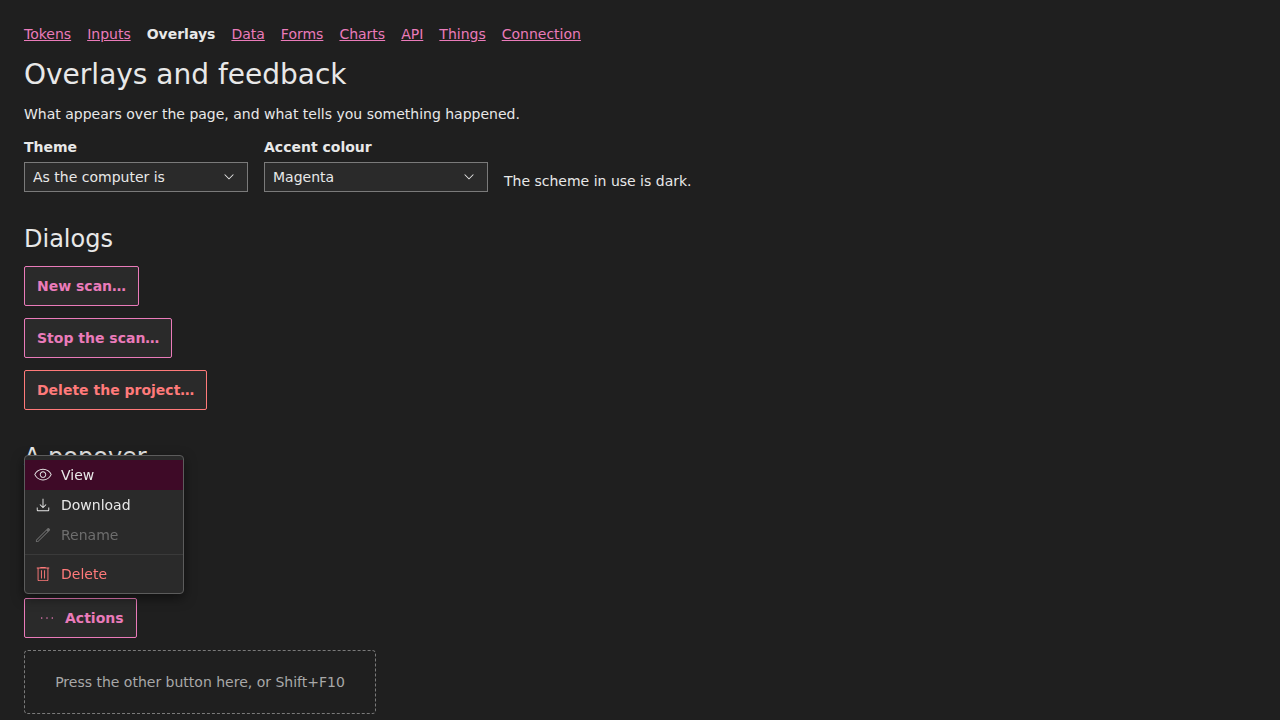 Tokens Inputs Overlays Data Forms Charts API Things Connection
Overlays and feedback
What appears over the page, and what tells you something happened.
Theme
Accent colour
As the computer is
Magenta
The scheme in use is dark.
Dialogs
New scan…
Stop the scan…
Delete the project…
A popover
View
Download
Rename
Delete
Actions
Press the other button here, or Shift+F10